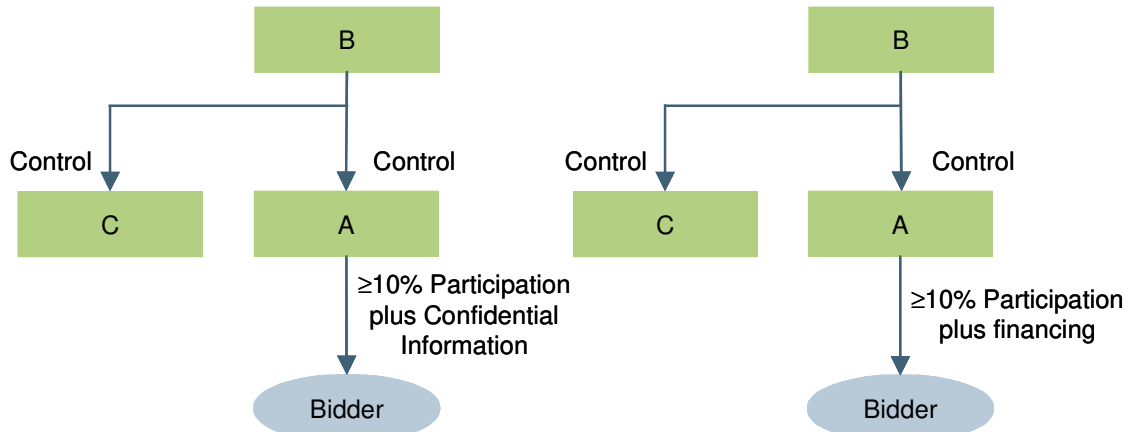 B
Control
Control
C
A
≥10% Participation
plus Confidential
Information
Bidder
B
Control
Control
C
A
≥10% Participation
plus financing
Bidder